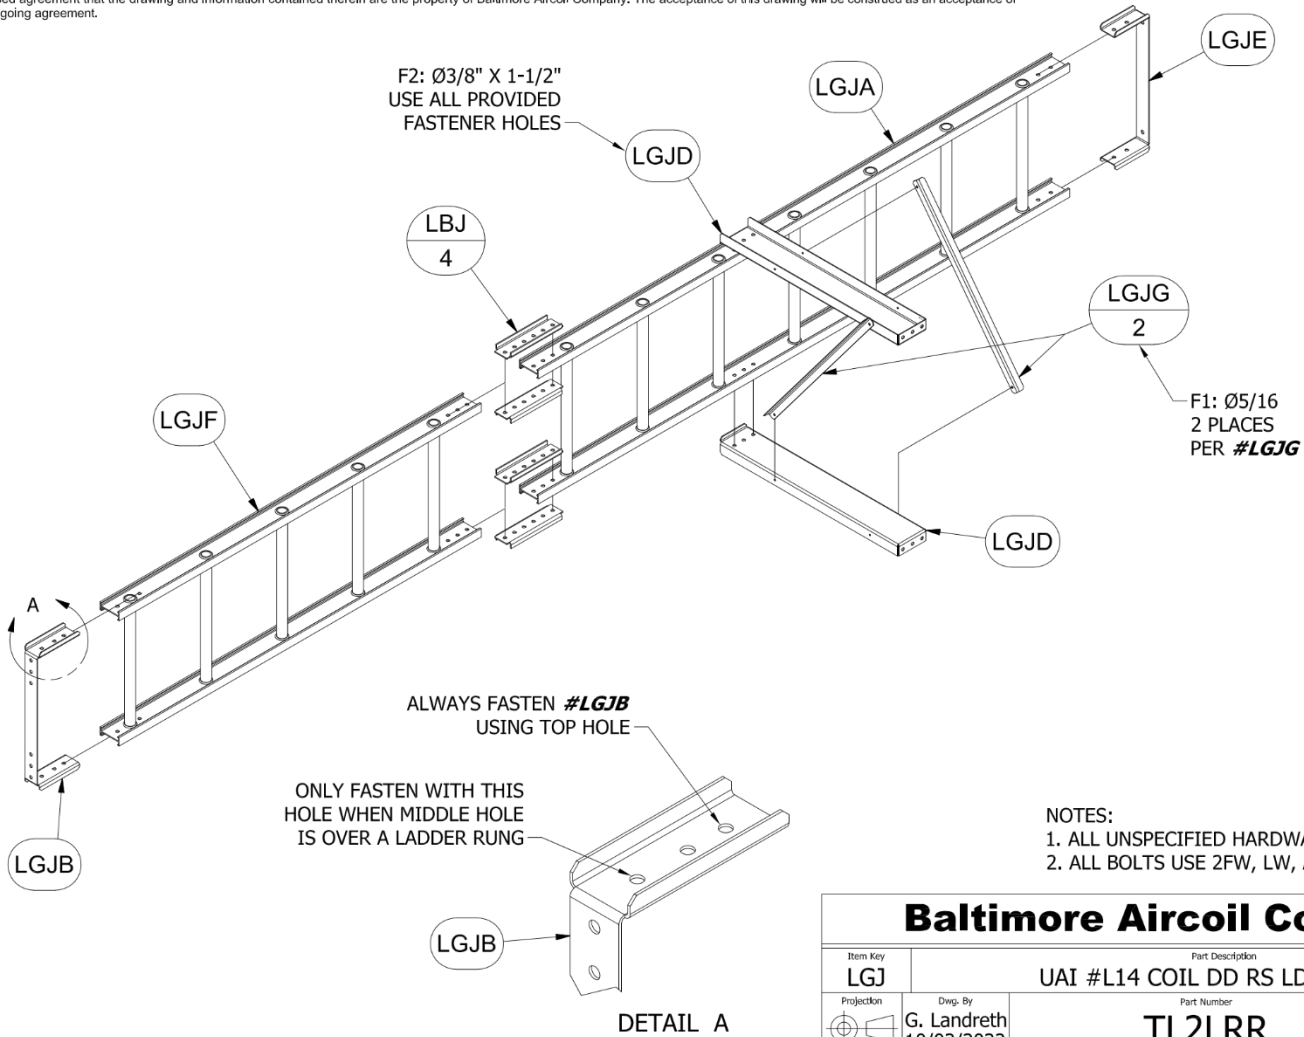 agreement that the drawing and information contained therein are the property of Baltimore Aircoil Company. The acceptance of this drawing will be construed as an acceptance of
going agreement.
LGJE
F2: Ø3/8" X 1-1/2"
USE ALL PROVIDED
FASTENER HOLES
LGJA
LGJD
LBJ
4
LGJG
2
F1: Ø5/16
2 PLACES
PER #LGJG
LGJF
LGJD
A
ALWAYS FASTEN #LGJB
USING TOP HOLE
ONLY FASTEN WITH THIS
HOLE WHEN MIDDLE HOLE
IS OVER A LADDER RUNG
LGJB
LGJB
DETAIL A
NOTES:
1. ALL UNSPECIFIED
2. ALL BOLTS USE 2FW, LW,
Baltimore Aircoil
Item Key
LGJ
Part Description
UAI #L14 COIL DD RS
Projection
Dwg. By
G. Landreth
Part Number
TL2LRR